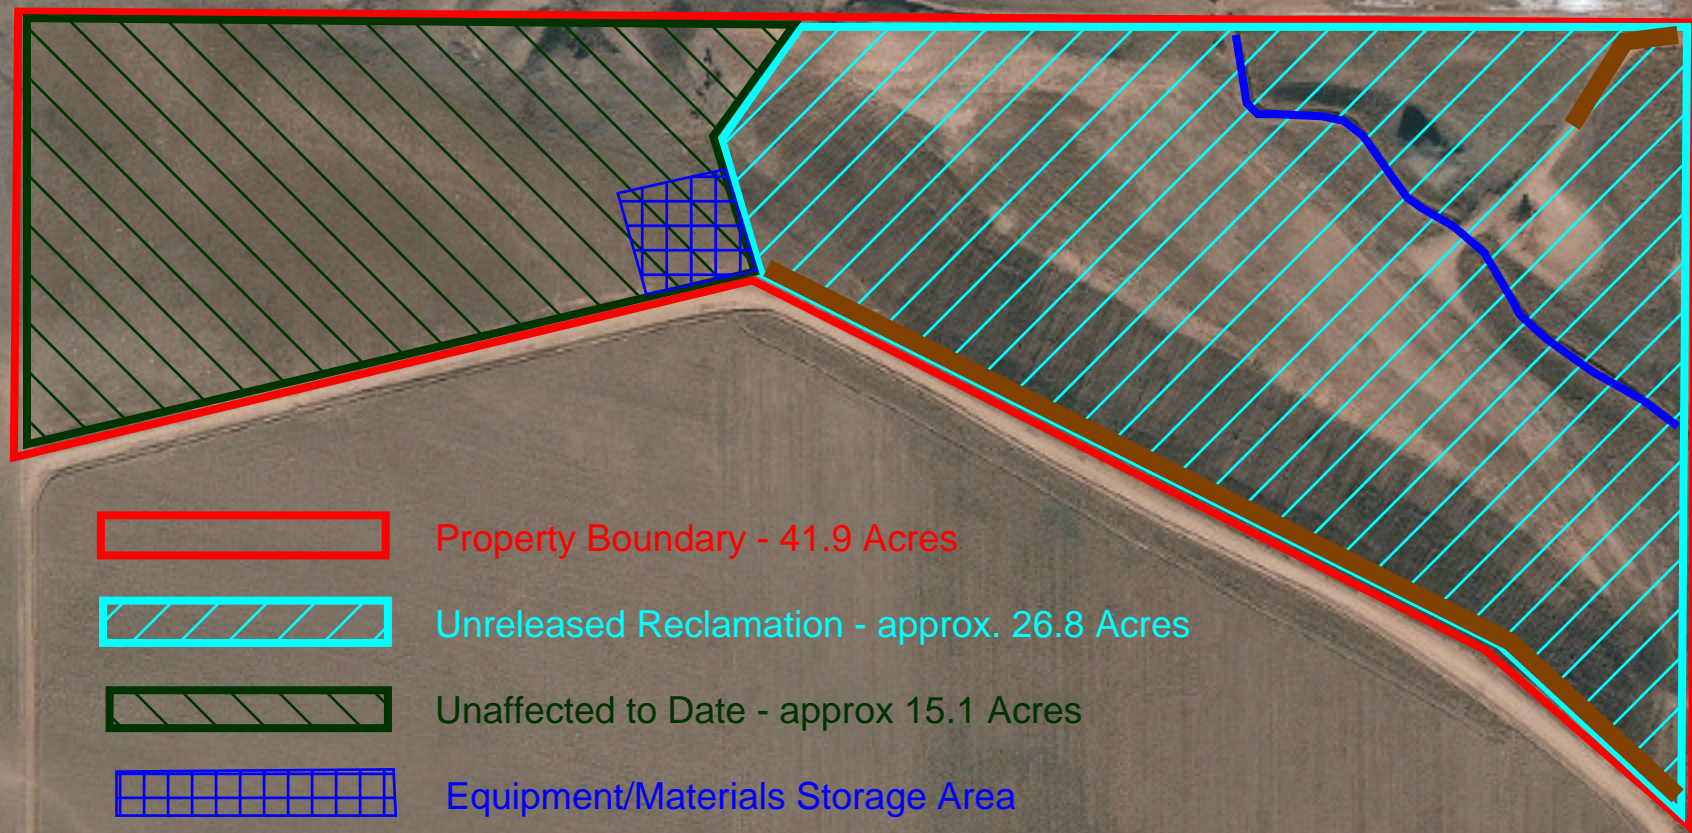 Property Boundary - 41.9 Acres
Unreleased Reclamation - approx. 26.8 Acres
Unaffected to Date - approx 15.1 Acres
Equipment/Materials Storage Area